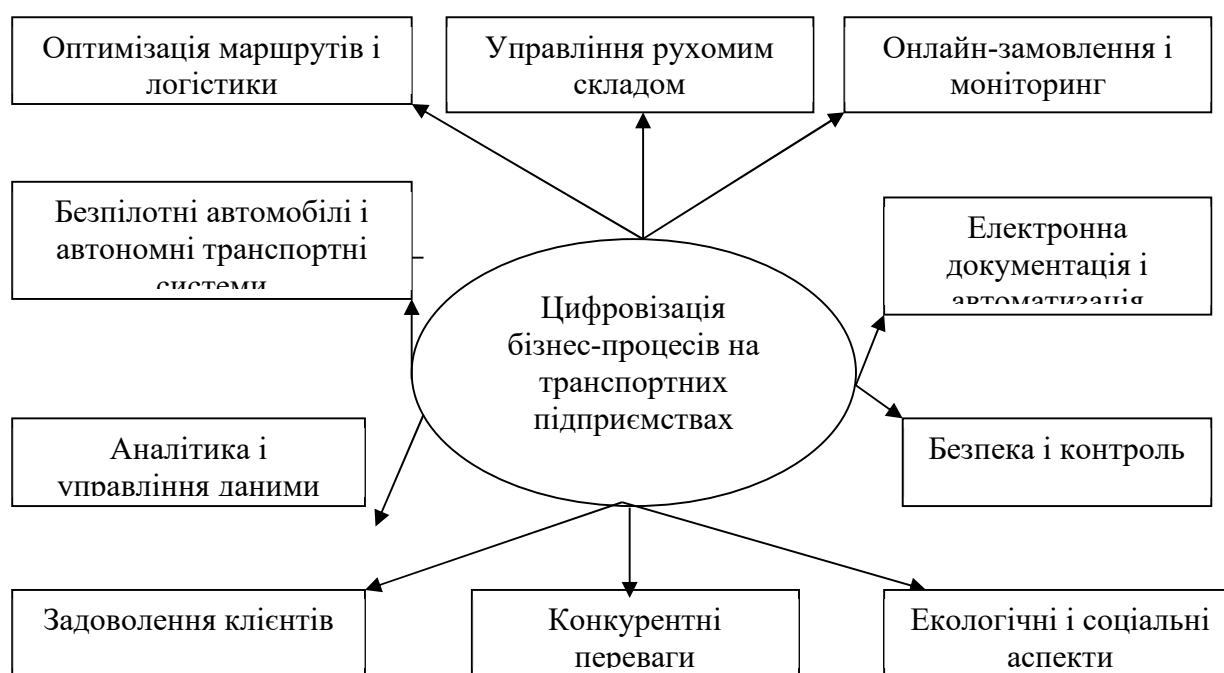 Оптимізація маршрутів і
логістики
Управління рухомим
складом
Онлайн-замовлення і
моніторинг
Безпілотні автомобілі і
автономні транспортні
системи
Електронна
документація і
автоматизація
Цифровізація
бізнес-процесів на
транспортних
підприємствах
Аналітика і
управління даними
Безпека і контроль
Задоволення клієнтів
Конкурентні
переваги
Екологічні і соціальні
аспекти